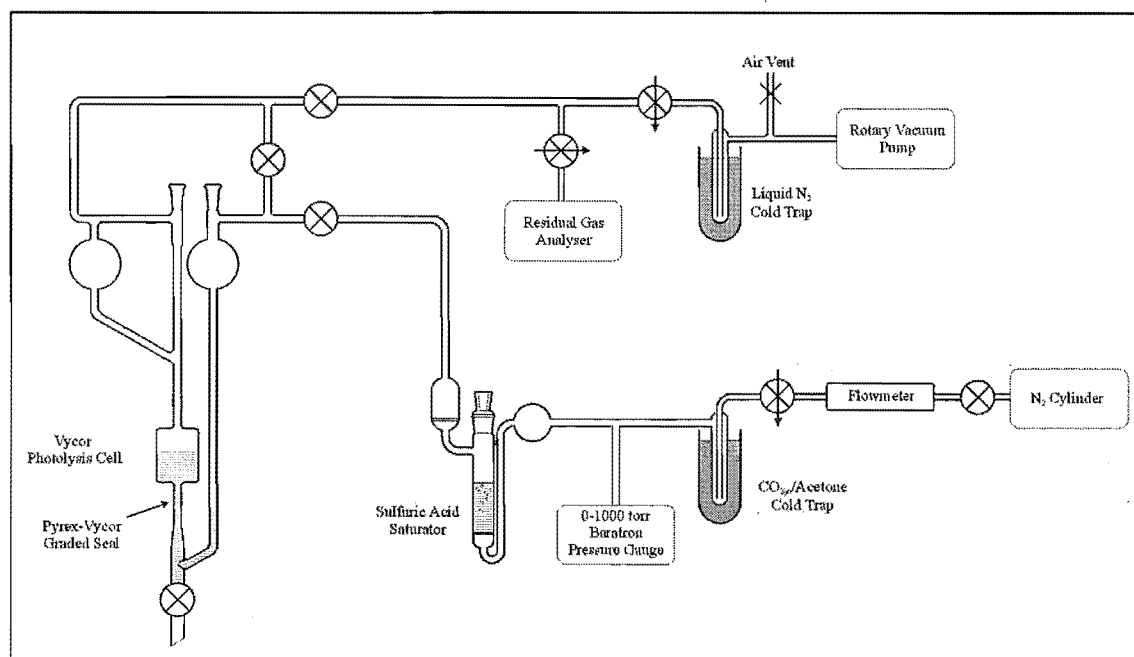 Air Vent
Rotary Vacuum
Pump
Liquid N₂
Cold Trap
Residual Gas
Analyser
Flowmeter
N₂ Cylinder
Vycor
Photolysis Cell
Pyrex-Vycor
Graded Seal
Sulfuric Acid
Saturator
CO₂(s)/Acetone
Cold Trap
0-1000 torr
Baratron
Pressure Gauge